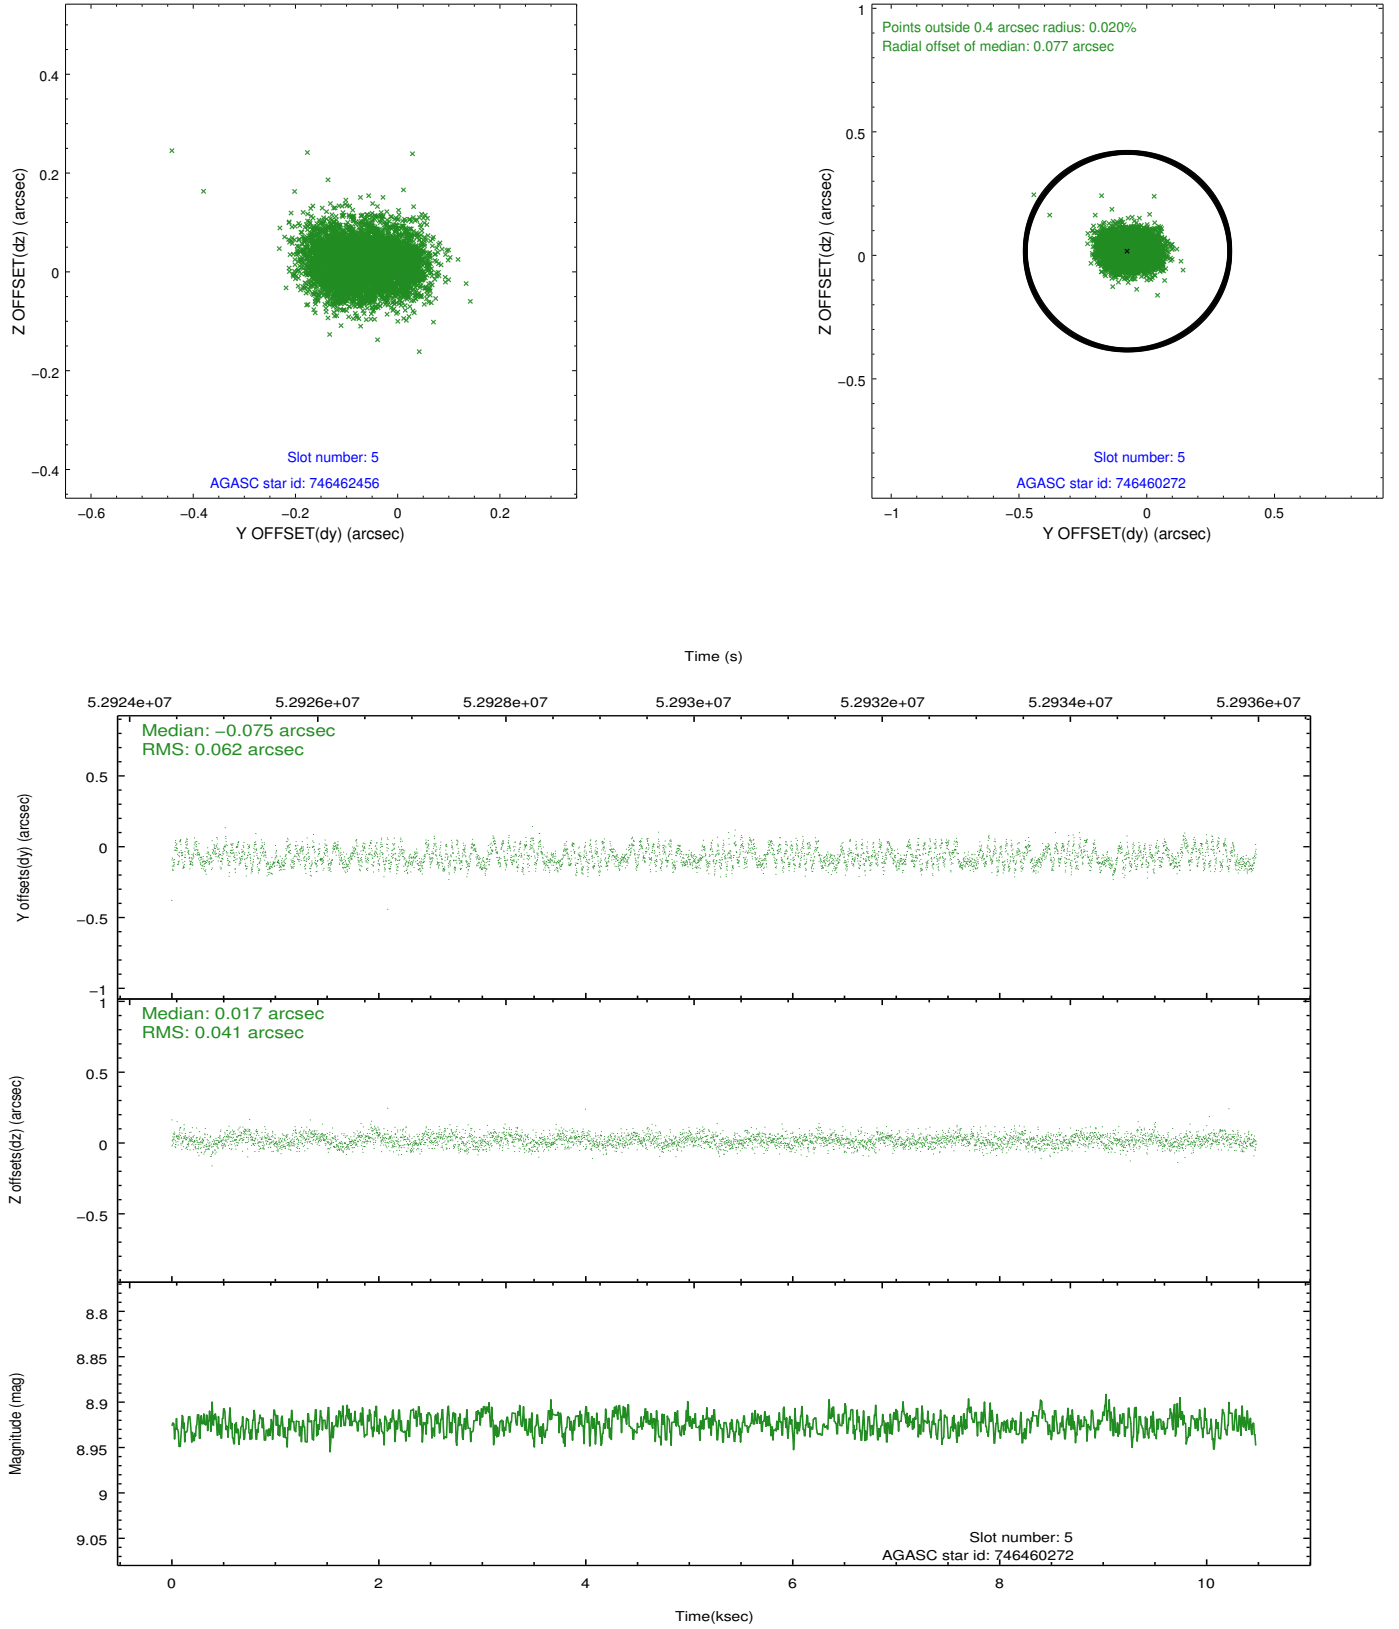 0.4
0.2
0
−0.2
−0.4
Z OFFSET(dz) (arcsec)
Slot number: 5
AGASC star id: 746462456
−0.6 −0.4 −0.2 0 0.2
Y OFFSET(dy) (arcsec)
1
0.5
0
−0.5
Z OFFSET(dz) (arcsec)
Points outside 0.4 arcsec radius: 0.020%
Radial offset of median: 0.077 arcsec
Slot number: 5
AGASC star id: 746460272
−1 −0.5 0 0.5
Y OFFSET(dy) (arcsec)
Time (s)
5.2924e+07 5.2926e+07 5.2928e+07 5.293e+07 5.2932e+07 5.2934e+07 5.2936e+07
Median: −0.075 arcsec
RMS: 0.062 arcsec
0.5
0
−0.5
−1
Y offsets(dy) (arcsec)
Median: 0.017 arcsec
RMS: 0.041 arcsec
1
0.5
0
−0.5
Z offsets(dz) (arcsec)
8.8
8.85
8.9
8.95
9
9.05
Magnitude (mag)
Slot number: 5
AGASC star id: 746460272
0 2 4 6 8 10
Time(ksec)